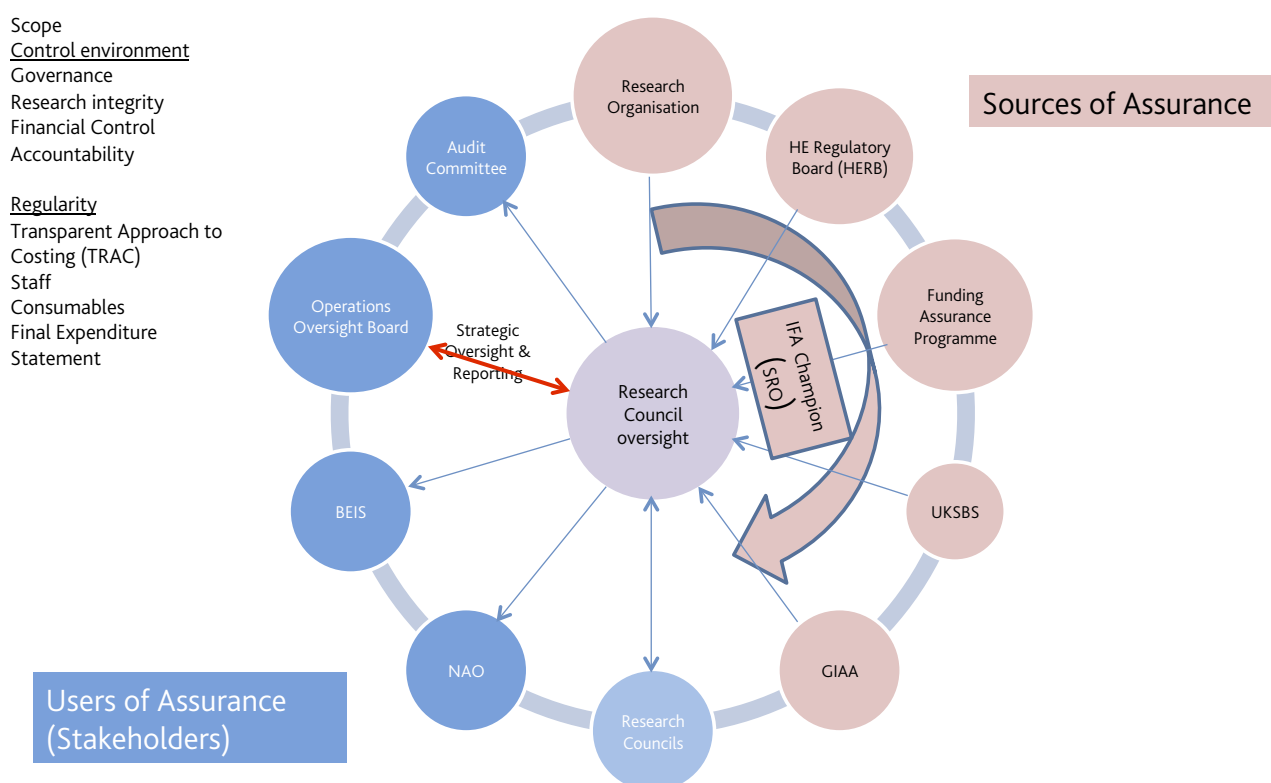 Scope
Control environment
Governance
Research integrity
Financial Control
Accountability
Regularity
Transparent Approach to
Costing (TRAC)
Staff
Consumables
Final Expenditure
Statement
Sources of Assurance
Research
Organisation
HE Regulatory
Board (HERB)
Funding
Assurance
Programme
UKSBS
GIAA
Research
Councils
NAO
BEIS
Operations
Oversight Board
Audit
Committee
Strategic
Oversight &
Reporting
Research
Council
oversight
IFA Champion
(SRO)
Users of Assurance
(Stakeholders)